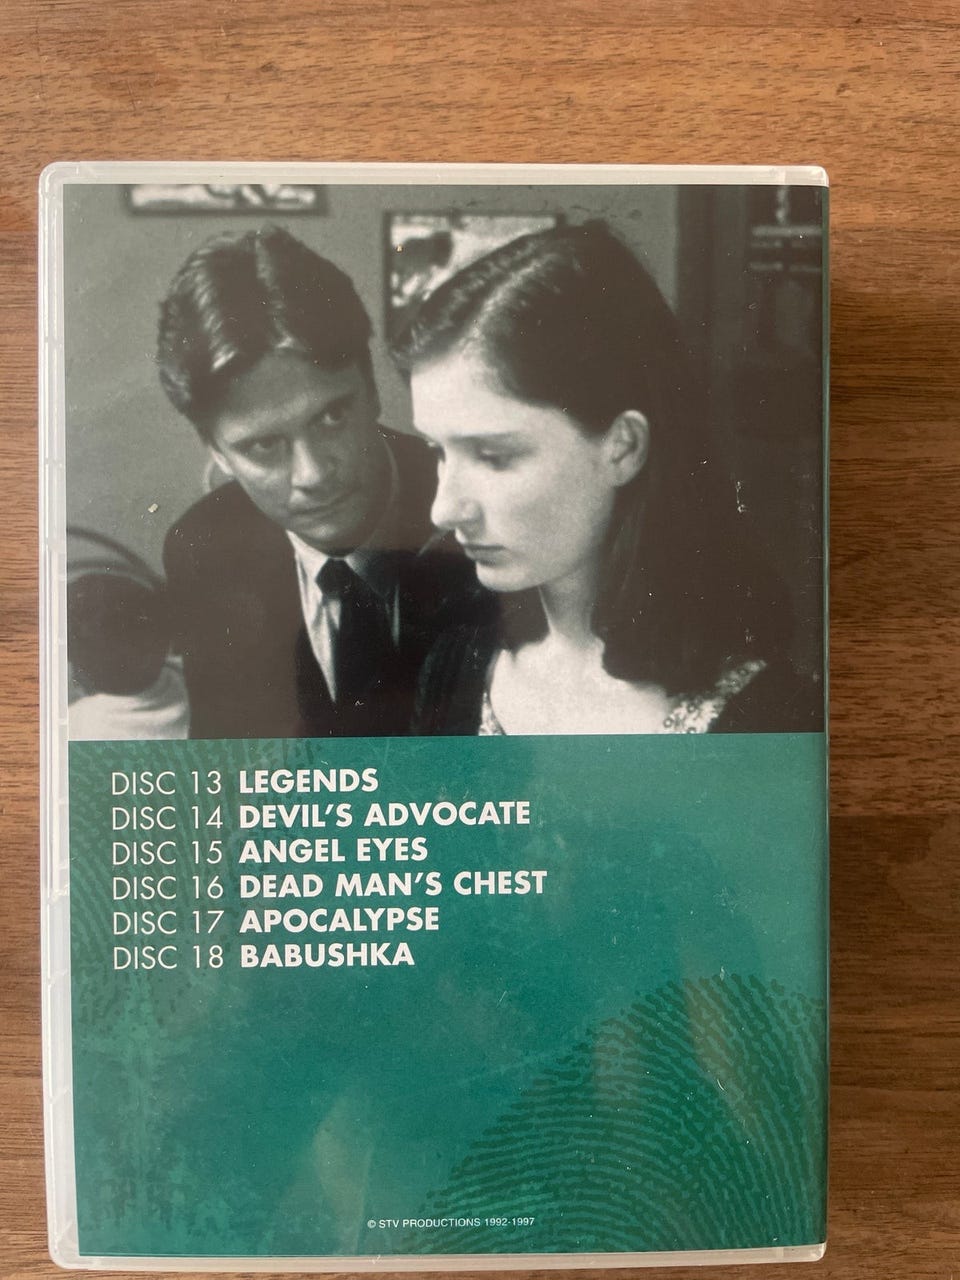 DISC 13 LEGENDS
DISC 14 DEVIL'S ADVOCATE
DISC 15 ANGEL EYES
DISC 16 DEAD MAN'S CHEST
DISC 17 APOCALYPSE
DISC 18 BABUSHKA
© STV PRODUCTIONS 1992-1997